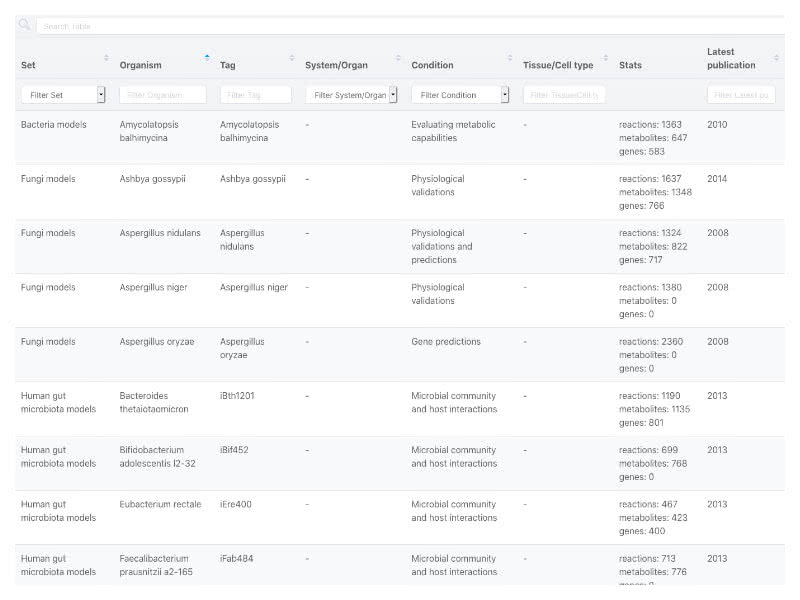 Search table
Set Organism Tag System/Organ Condition Tissue/Cell type Stats Latest publication
Filter Set Filter Organism Filter Tag Filter System/Organ Filter Condition Filter Tissue/Cell ty Filter Latest pu
Bacteria models Amycolatopsis Amycolatopsis - Evaluating metabolic - reactions: 1363 2010
balhimycina balhimycina capabilities metabolites: 647
genes: 583
Fungi models Ashbya gossypii Ashbya gossypii - Physiological - reactions: 1637 2014
validations metabolites: 1348
genes: 766
Fungi models Aspergillus nidulans Aspergillus - Physiological - reactions: 1324 2008
nidulans validations and metabolites: 822
predictions genes: 717
Fungi models Aspergillus niger Aspergillus niger - Physiological - reactions: 1380 2008
validations metabolites: 0
genes: 0
Fungi models Aspergillus oryzae Aspergillus - Gene predictions - reactions: 2360 2008
oryzae metabolites: 0
genes: 0
Human gut Bacteroides iBth1201 - Microbial community - reactions: 1190 2013
microbiota models thetaiotaomicron and host interactions metabolites: 1135
genes: 801
Human gut Bifidobacterium iBif452 - Microbial community - reactions: 699 2013
microbiota models adolescentis l2-32 and host interactions metabolites: 768
genes: 0
Human gut Eubacterium rectale iEre400 - Microbial community - reactions: 467 2013
microbiota models and host interactions metabolites: 423
genes: 400
Human gut Faecalibacterium iFab484 - Microbial community - reactions: 713 2013
microbiota models prausnitzii a2-165 and host interactions metabolites: 776